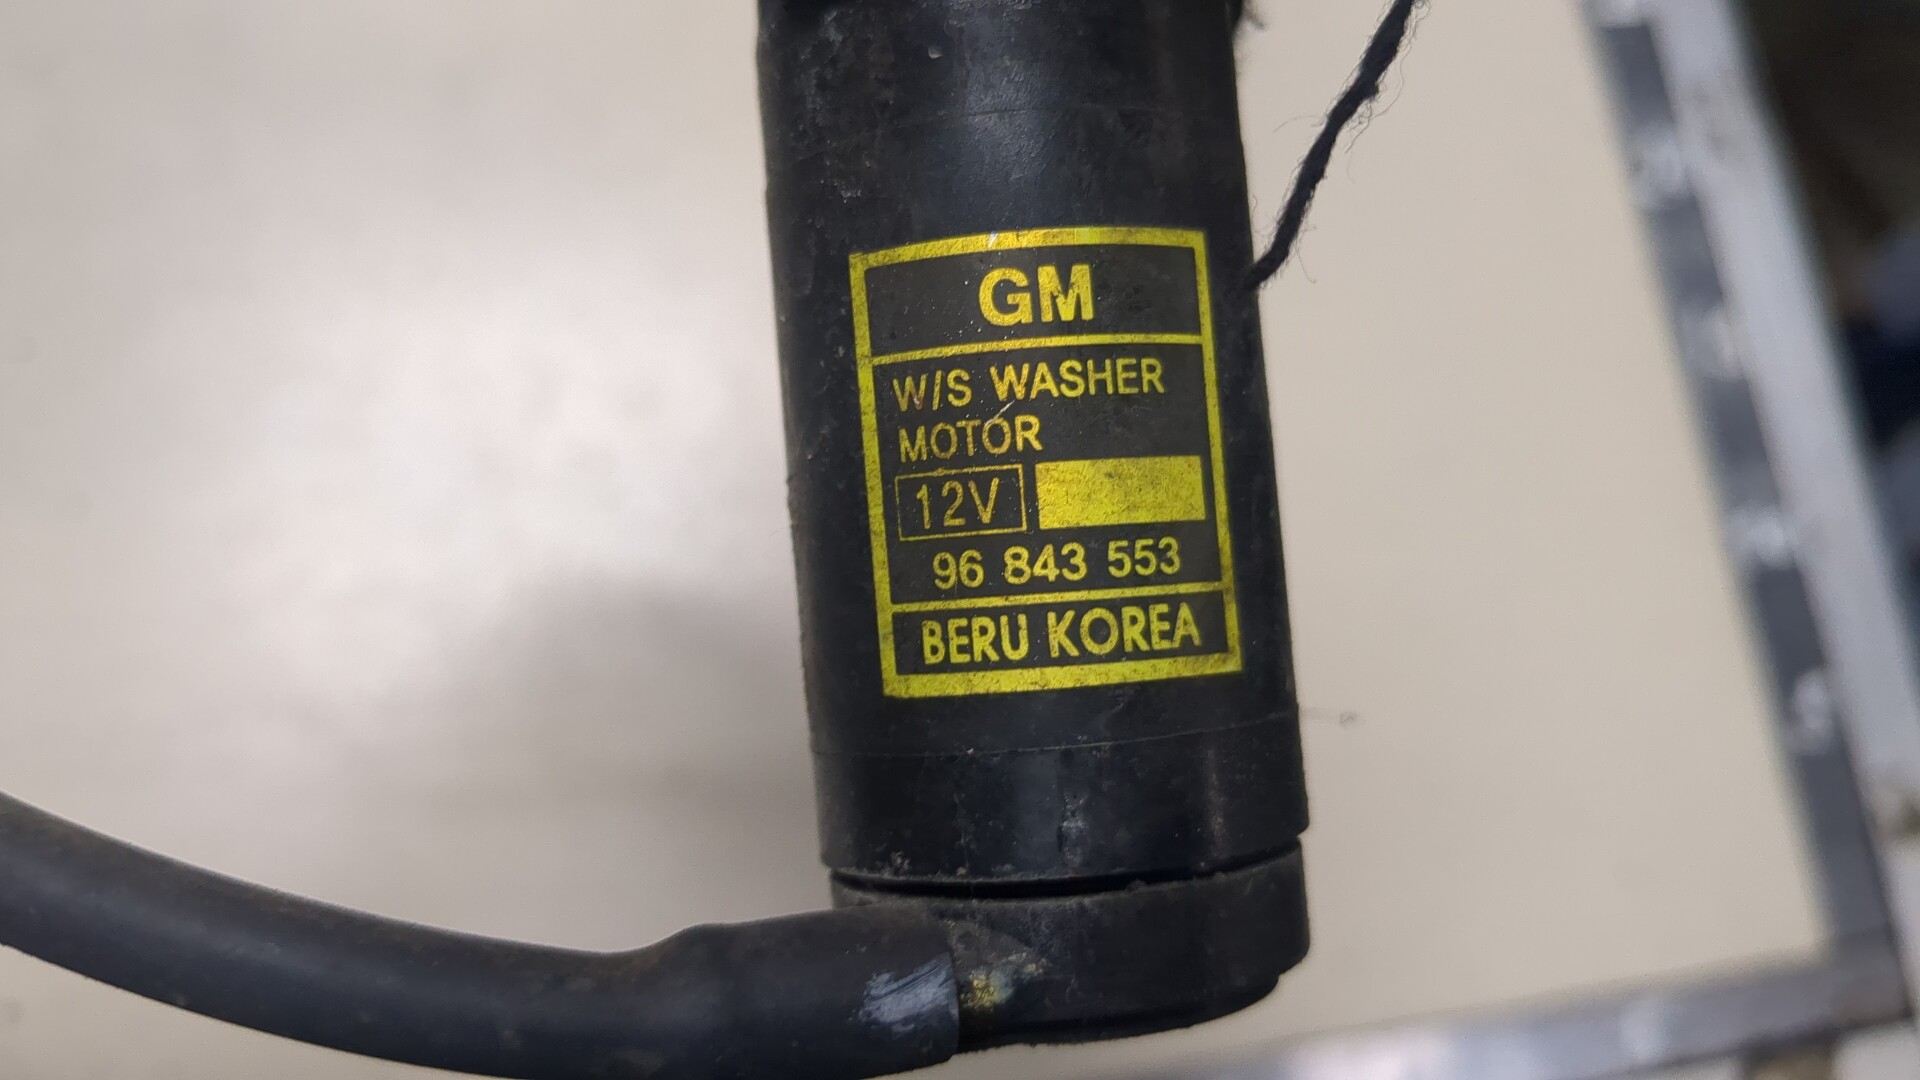 GM
W/S WASHER
MOTOR
12V
96 843 553
BERU KOREA